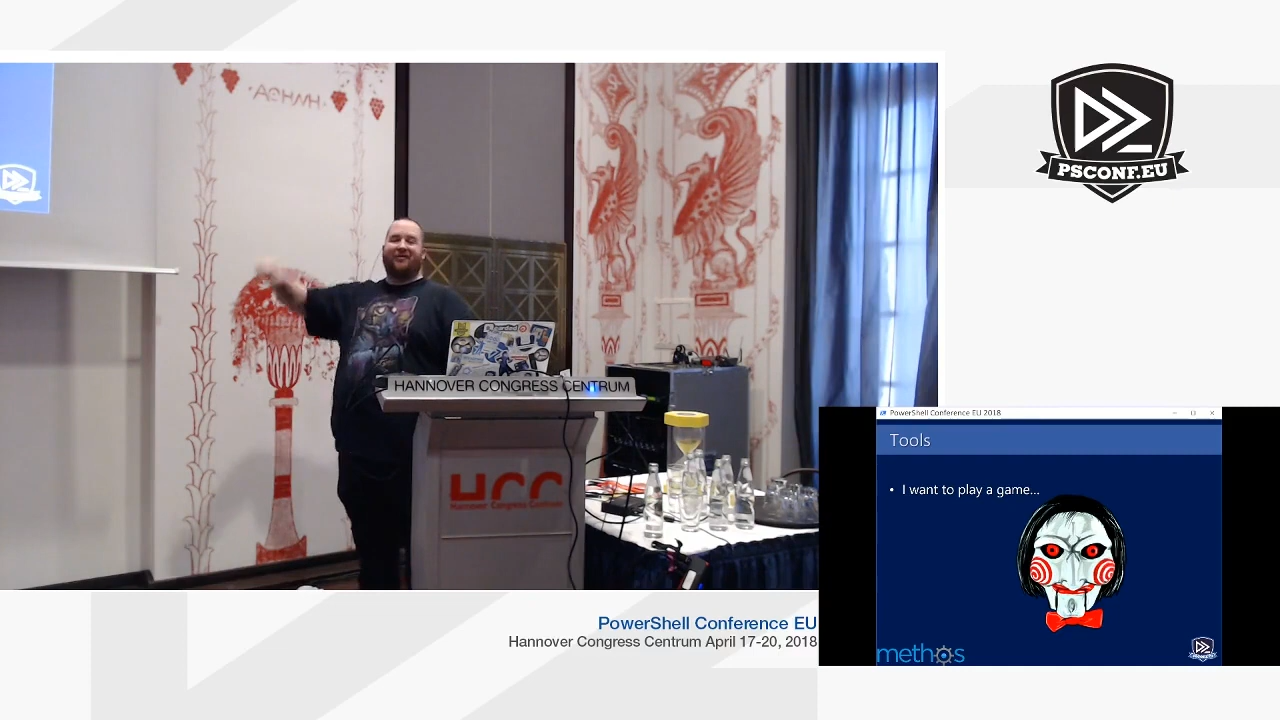 PSCONF.EU
ΑΘΗΝΗ
HANNOVER CONGRESS CENTRUM
HCC
Hannover Congress Centrum
PowerShell Conference EU 2018
Tools
• I want to play a game...
methos
PowerShell Conference EU
Hannover Congress Centrum April 17-20, 2018